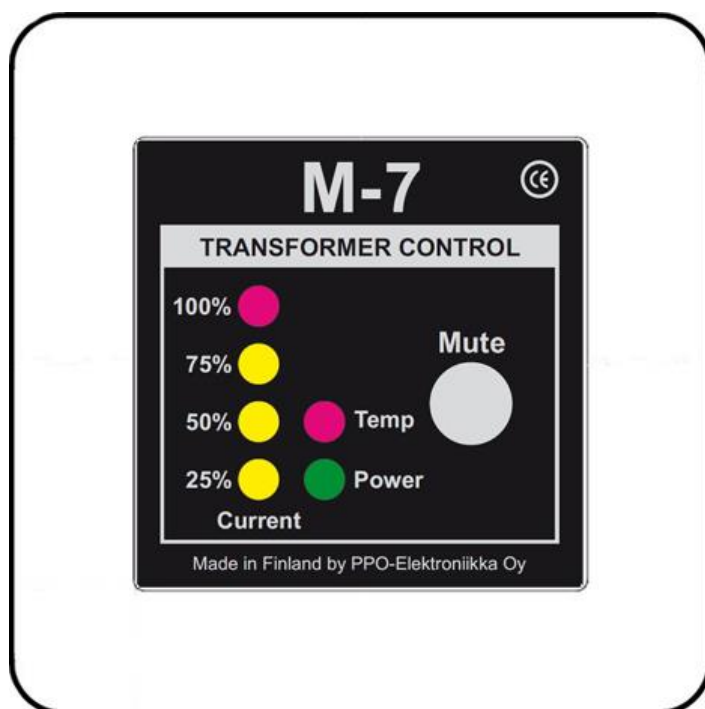 M-7
CE
TRANSFORMER CONTROL
100%
75%
Mute
50%
Temp
25%
Power
Current
Made in Finland by PPO-Elektroniikka Oy